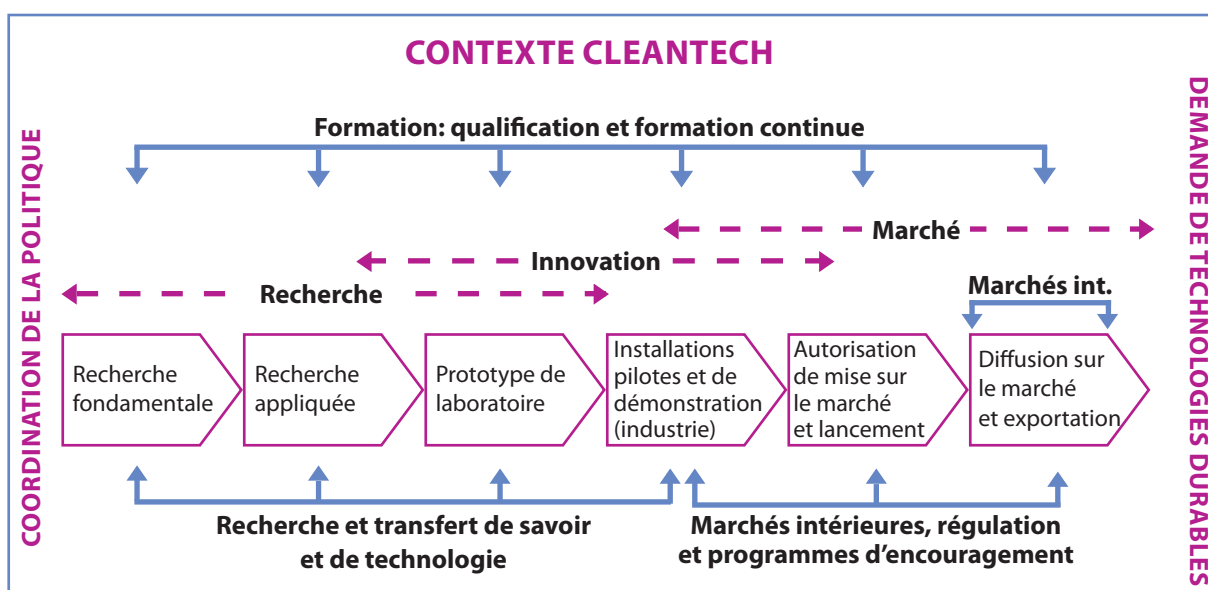 CONTEXTE CLEANTECH
COORDINATION DE LA POLITIQUE
DEMANDE DE TECHNOLOGIES DURABLES
Formation: qualification et formation continue
Marché
Innovation
Recherche
Marchés int.
Recherche
fondamentale
Recherche
appliquée
Prototype de
laboratoire
Installations
pilotes et de
démonstration
(industrie)
Autorisation
de mise sur
le marché
et lancement
Diffusion sur
le marché
et exportation
Recherche et transfert de savoir
et de technologie
Marchés intérieures, régulation
et programmes d’encouragement